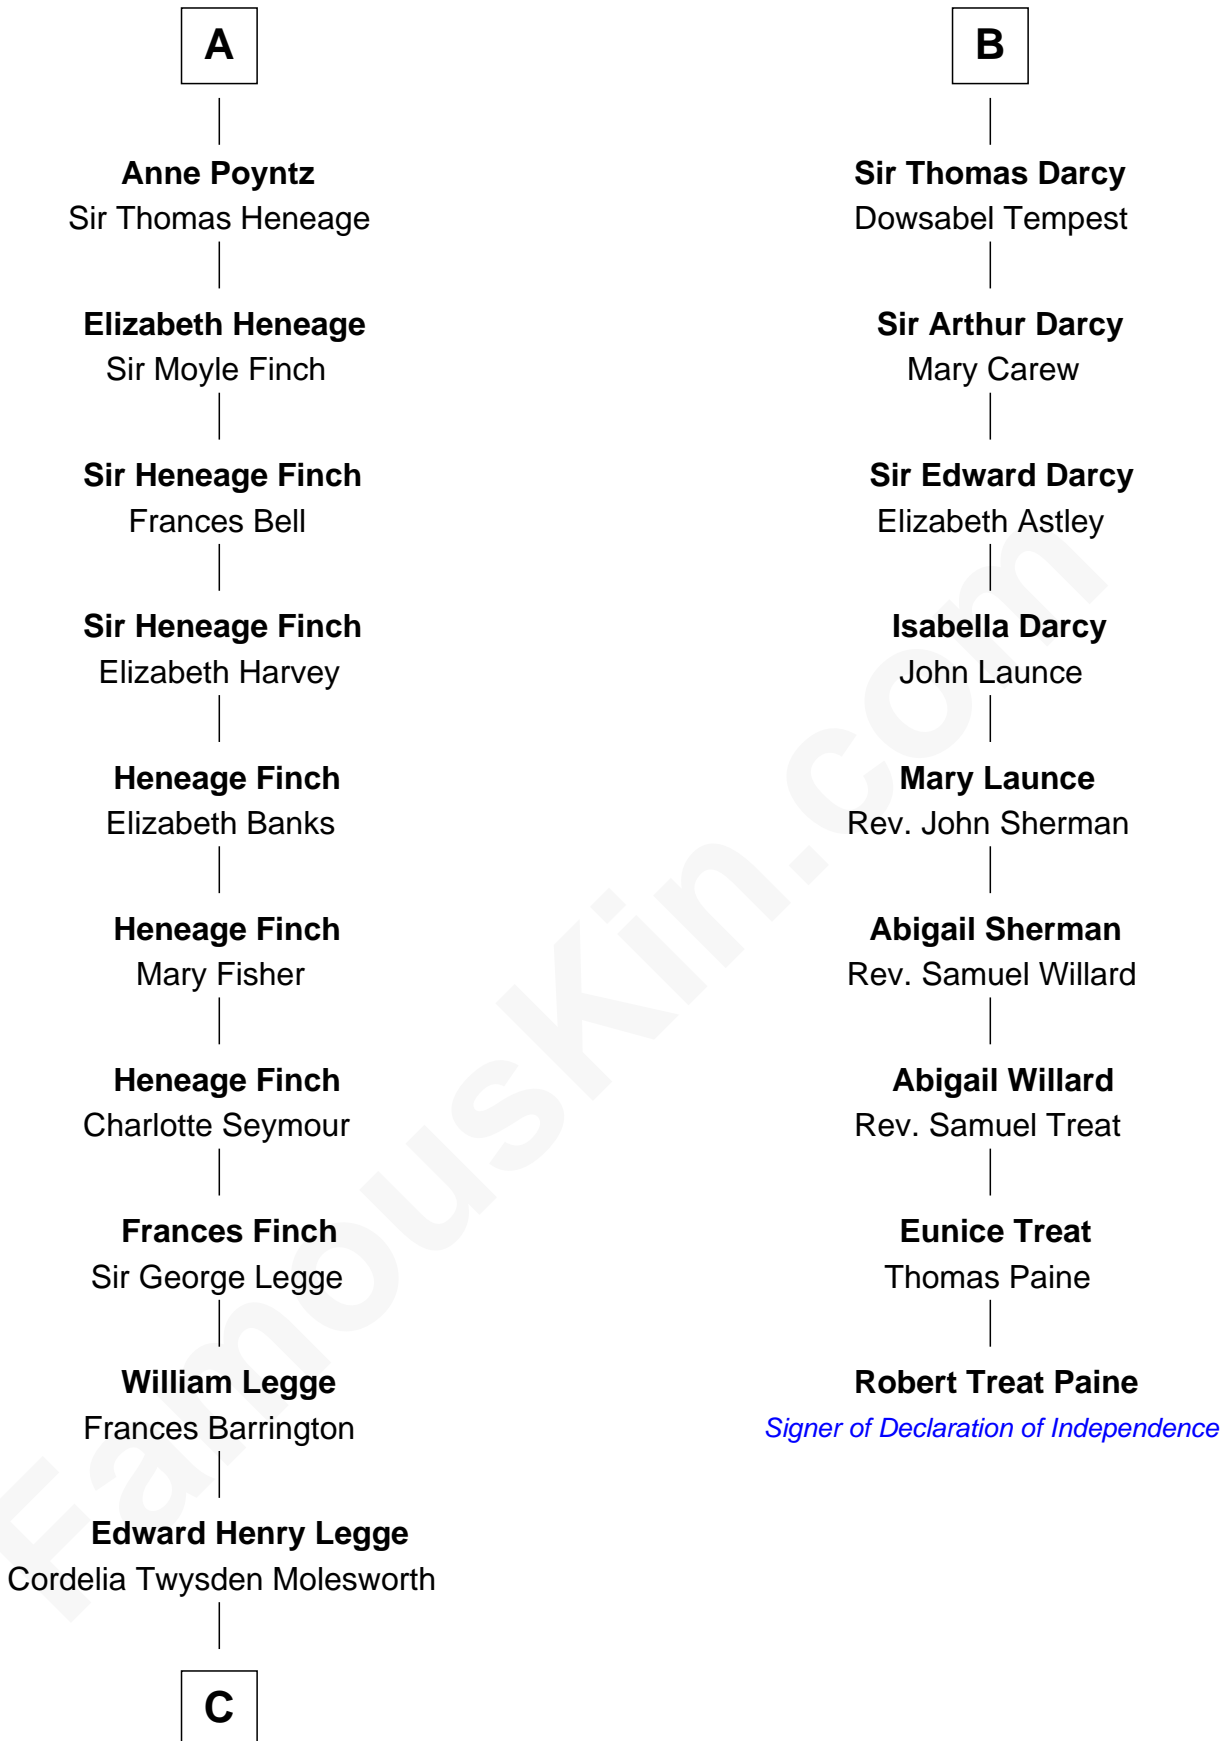 A
Anne Poyntz
Sir Thomas Heneage
Elizabeth Heneage
Sir Moyle Finch
Sir Heneage Finch
Frances Bell
Sir Heneage Finch
Elizabeth Harvey
Heneage Finch
Elizabeth Banks
Heneage Finch
Mary Fisher
Heneage Finch
Charlotte Seymour
Frances Finch
Sir George Legge
William Legge
Frances Barrington
Edward Henry Legge
Cordelia Twysden Molesworth
C
B
Sir Thomas Darcy
Dowsabel Tempest
Sir Arthur Darcy
Mary Carew
Sir Edward Darcy
Elizabeth Astley
Isabella Darcy
John Launce
Mary Launce
Rev. John Sherman
Abigail Sherman
Rev. Samuel Willard
Abigail Willard
Rev. Samuel Treat
Eunice Treat
Thomas Paine
Robert Treat Paine
Signer of Declaration of Independence
FamousKin.com